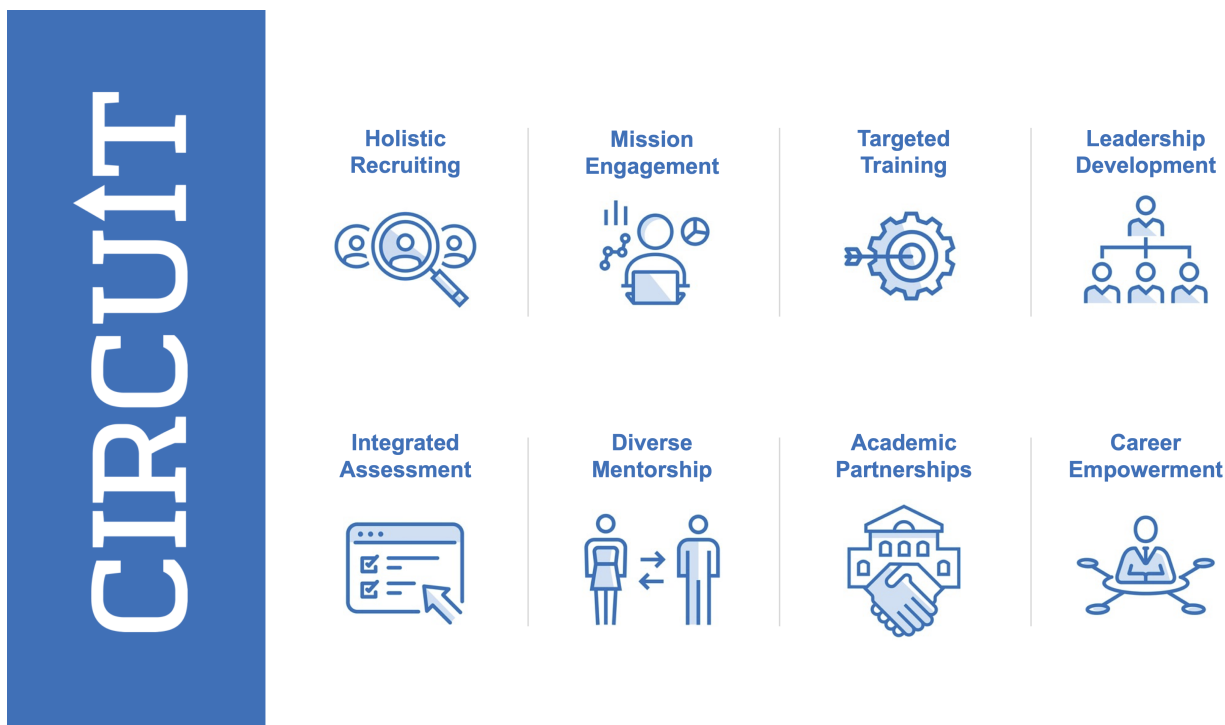 CIRCUIT
Holistic
Recruiting
Mission
Engagement
Targeted
Training
Leadership
Development
Integrated
Assessment
Diverse
Mentorship
Academic
Partnerships
Career
Empowerment